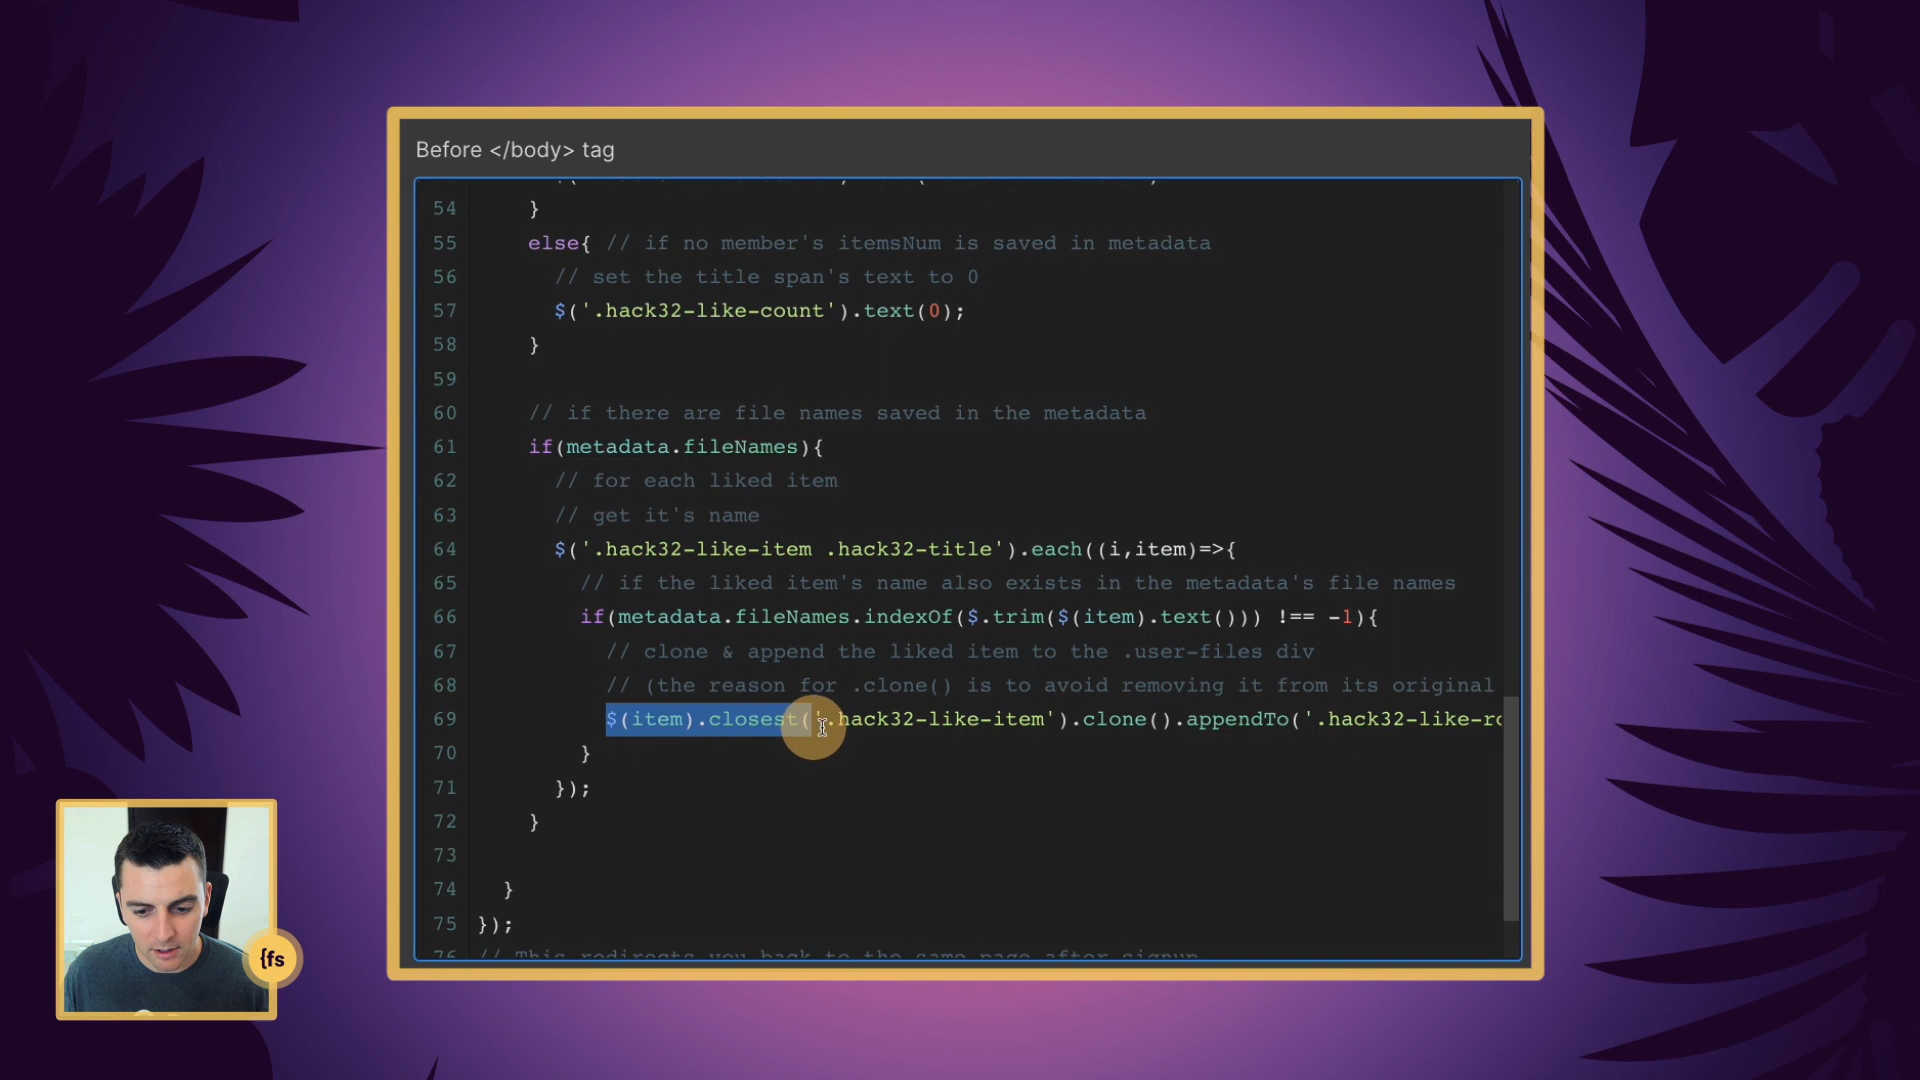 Before </body> tag
54 }
55 else{ // if no member's itemsNum is saved in metadata
56 // set the title span's text to 0
57 $('.hack32-like-count').text(0);
58 }
59
60 // if there are file names saved in the metadata
61 if(metadata.fileNames){
62 // for each liked item
63 // get it's name
64 $('.hack32-like-item .hack32-title').each((i,item)=>{
65 // if the liked item's name also exists in the metadata's file names
66 if(metadata.fileNames.indexOf($.trim($(item).text())) !== -1){
67 // clone & append the liked item to the .user-files div
68 // (the reason for .clone() is to avoid removing it from its original
69 $(item).closest('.hack32-like-item').clone().appendTo('.hack32-like-ro
70 }
71 });
72 }
73
74 }
75 });
76 // This redirects you back to the same page after signup
{fs